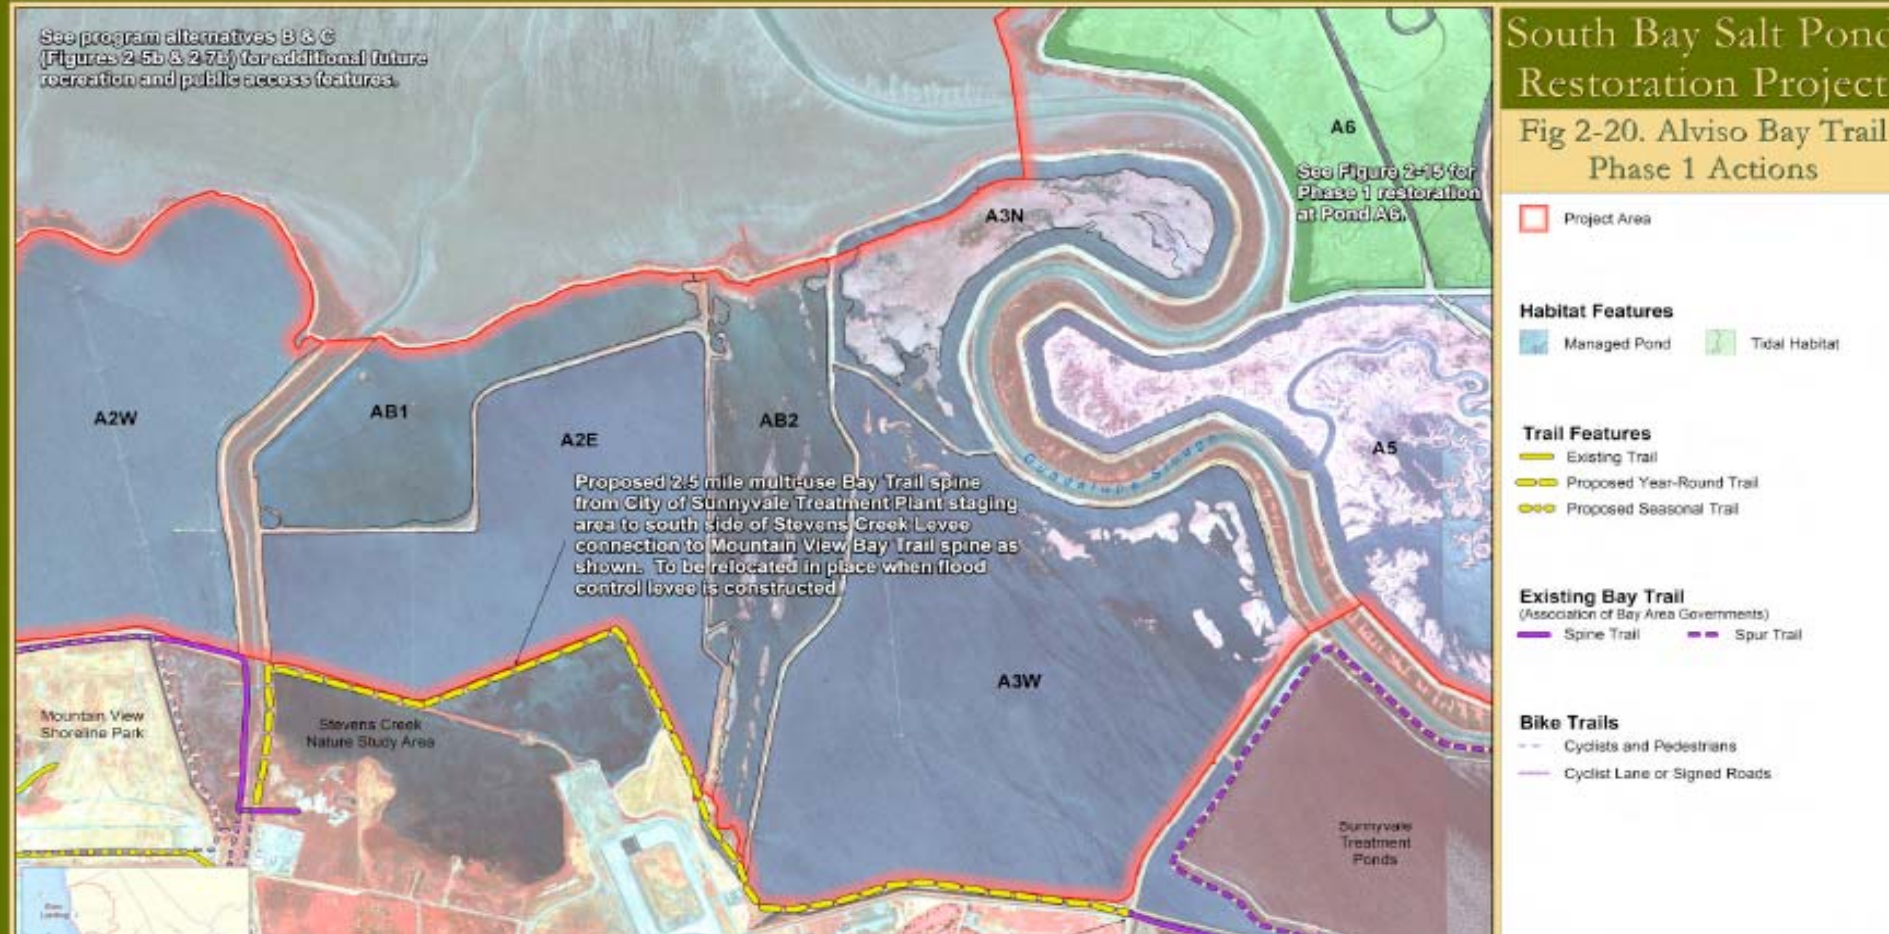 See program alternatives B & C
(Figures 2-5b & 2-7b) for additional future
recreation and public access features.
A6
See Figure 2-15 for
Phase 1 restoration
at Pond A6.
A3N
A2W
AB1
A2E
AB2
A5
Guadalupe Slough
Proposed 2.5 mile multi-use Bay Trail spine
from City of Sunnyvale Treatment Plant staging
area to south side of Stevens Creek Levee
connection to Mountain View Bay Trail spine as
shown. To be relocated in place when flood
control levee is constructed.
A3W
Mountain View
Shoreline Park
Stevens Creek
Nature Study Area
Sunnyvale
Treatment
Ponds
South Bay Salt Pond
Restoration Project
Fig 2-20. Alviso Bay Trail
Phase 1 Actions
Project Area
Habitat Features
Managed Pond
Tidal Habitat
Trail Features
Existing Trail
Proposed Year-Round Trail
Proposed Seasonal Trail
Existing Bay Trail
(Association of Bay Area Governments)
Spine Trail
Spur Trail
Bike Trails
Cyclists and Pedestrians
Cyclist Lane or Signed Roads